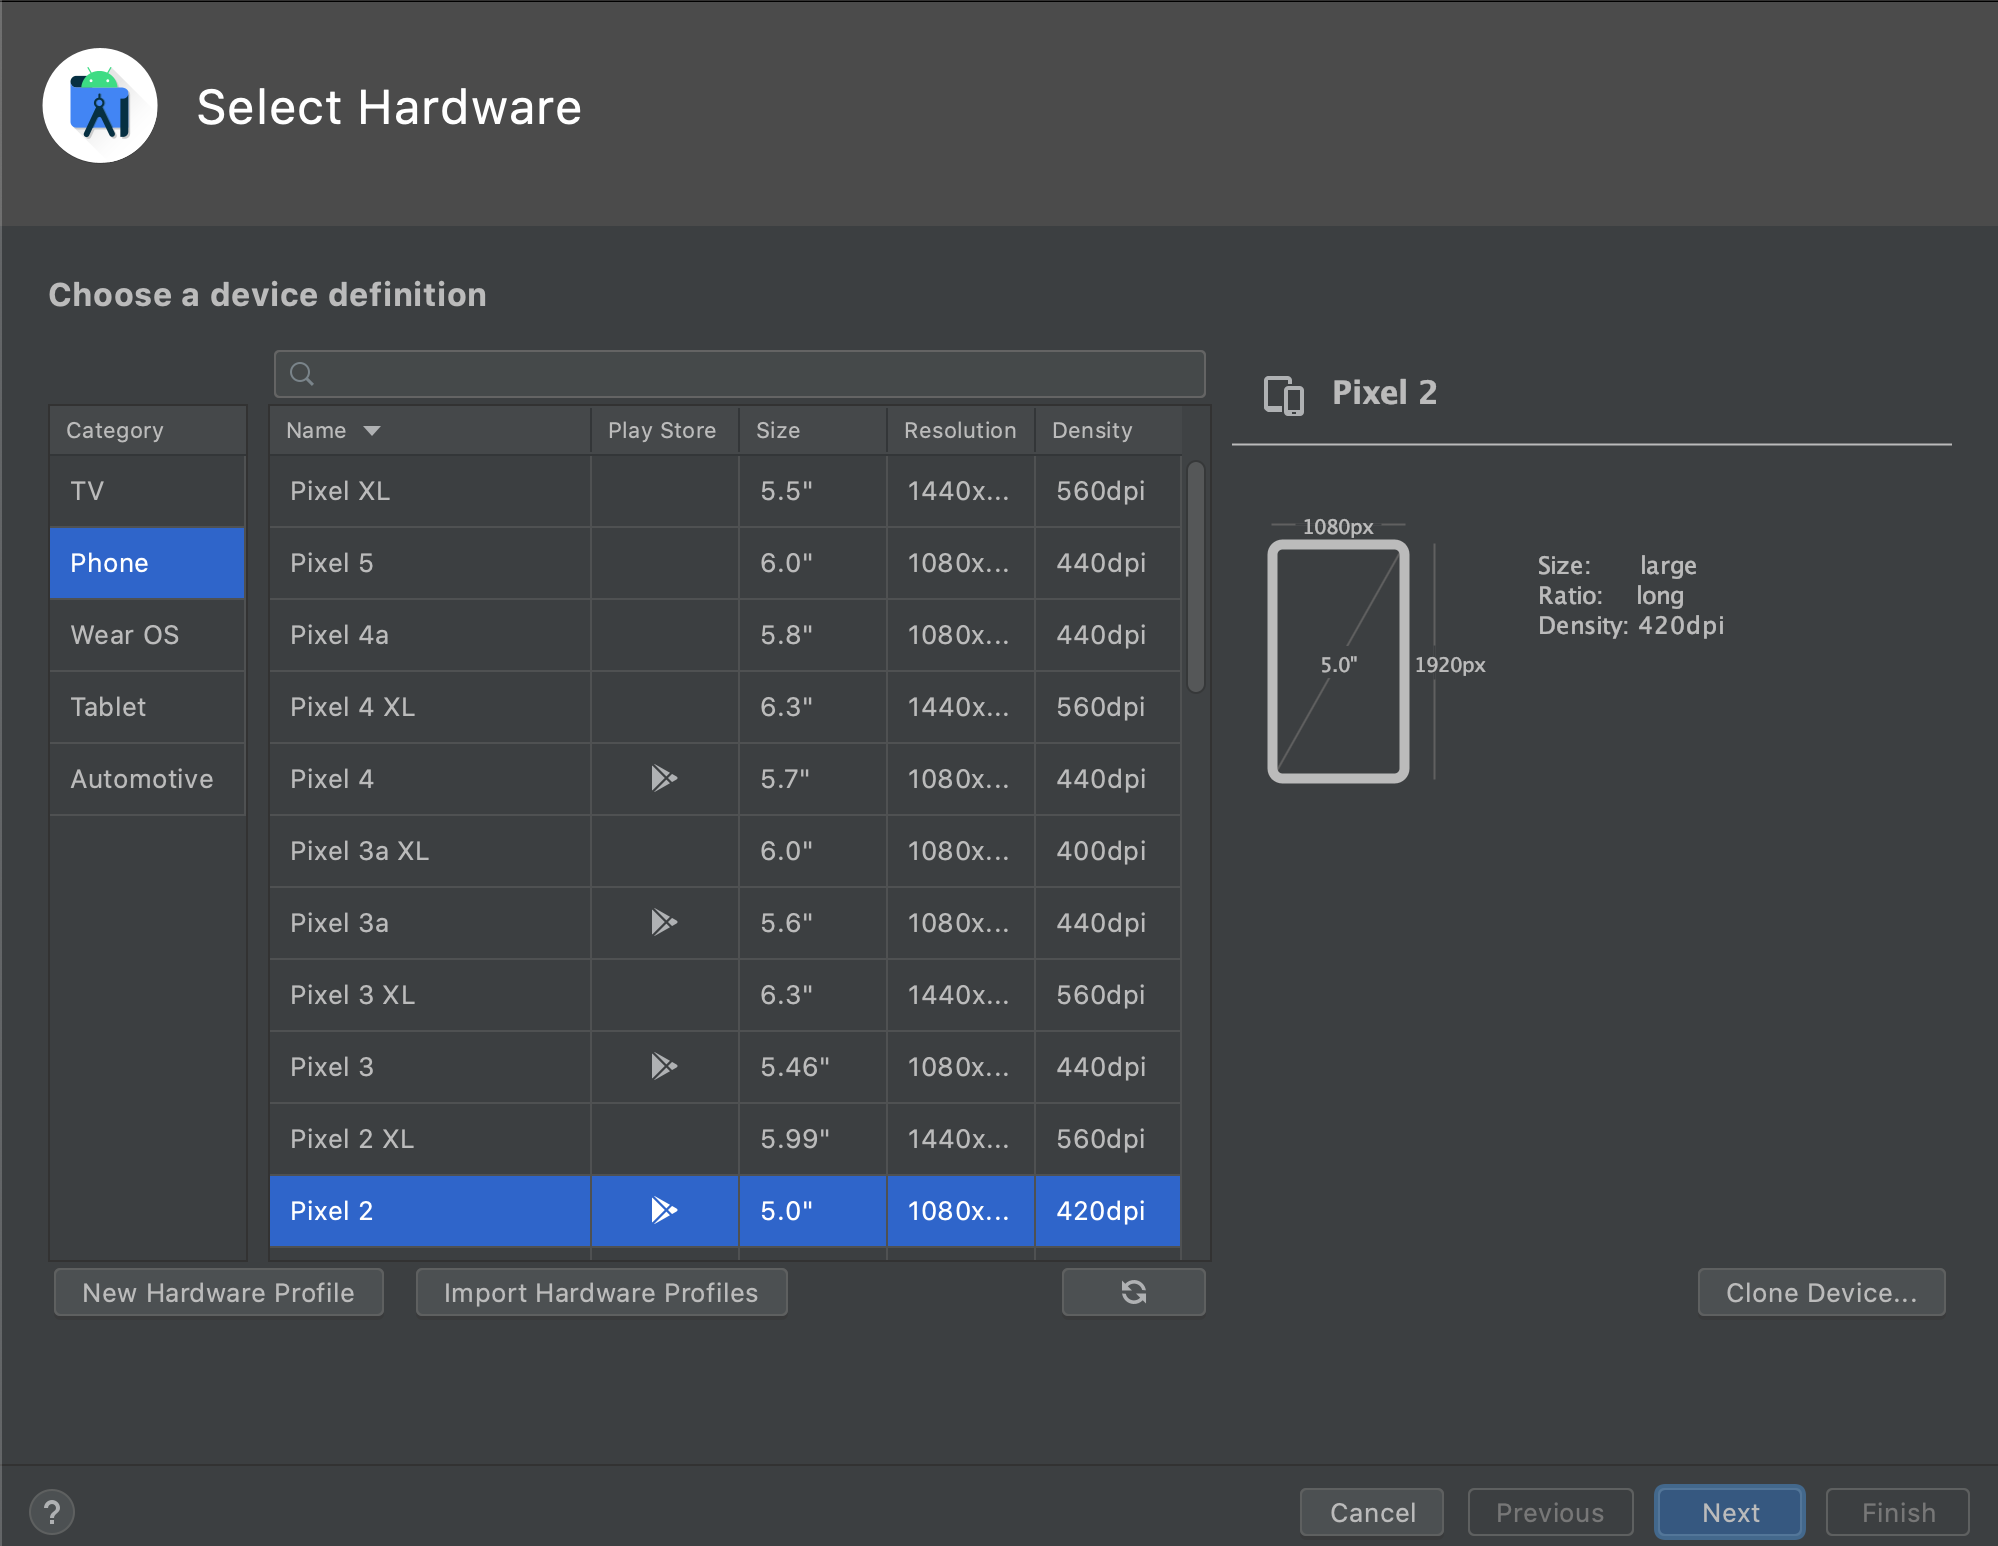 Select Hardware
Choose a device definition
Category
TV
Phone
Wear OS
Tablet
Automotive
Name Play Store Size Resolution Density
Pixel XL 5.5" 1440x... 560dpi
Pixel 5 6.0" 1080x... 440dpi
Pixel 4a 5.8" 1080x... 440dpi
Pixel 4 XL 6.3" 1440x... 560dpi
Pixel 4 5.7" 1080x... 440dpi
Pixel 3a XL 6.0" 1080x... 400dpi
Pixel 3a 5.6" 1080x... 440dpi
Pixel 3 XL 6.3" 1440x... 560dpi
Pixel 3 5.46" 1080x... 440dpi
Pixel 2 XL 5.99" 1440x... 560dpi
Pixel 2 5.0" 1080x... 420dpi
Pixel 2
1080px
5.0"
1920px
Size: large
Ratio: long
Density: 420dpi
New Hardware Profile
Import Hardware Profiles
Clone Device...
?
Cancel
Previous
Next
Finish